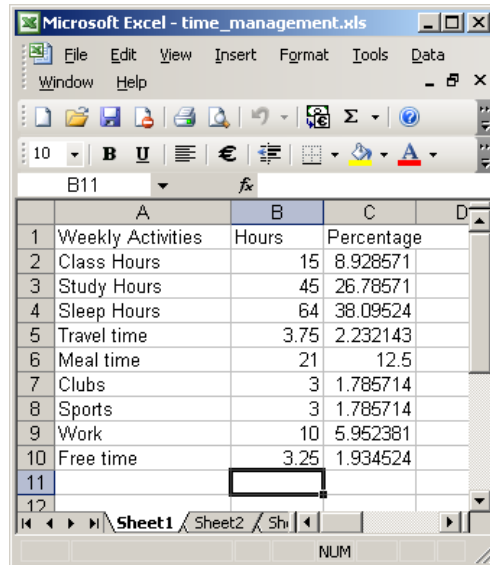 Microsoft Excel - time_management.xls
File Edit View Insert Format Tools Data
Window Help
Σ
10 B U € A
B11 fx
A B C D
1 Weekly Activities Hours Percentage
2 Class Hours 15 8.928571
3 Study Hours 45 26.78571
4 Sleep Hours 64 38.09524
5 Travel time 3.75 2.232143
6 Meal time 21 12.5
7 Clubs 3 1.785714
8 Sports 3 1.785714
9 Work 10 5.952381
10 Free time 3.25 1.934524
11
12
Sheet1 Sheet2 Sh
NUM